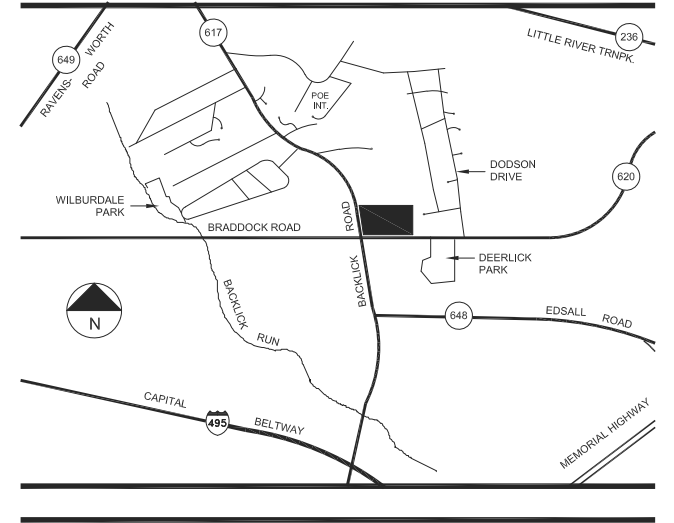 617
236
LITTLE RIVER TRNPK.
649
RAVENS-
WORTH
ROAD
POE
INT.
DODSON
DRIVE
620
WILBURDALE
PARK
BRADDOCK ROAD
ROAD
BACKLICK
DEERLICK
PARK
BACKLICK
RUN
N
648
EDSALL ROAD
CAPITAL
495
BELTWAY
MEMORIAL HIGHWAY